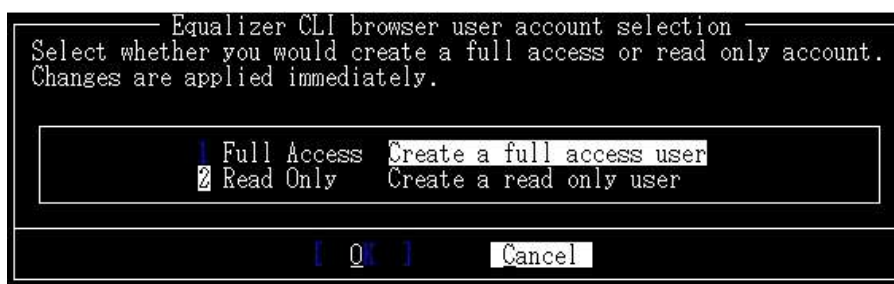 Equalizer CLI browser user account selection
Select whether you would create a full access or read only account.
Changes are applied immediately.
1 Full Access Create a full access user
2 Read Only Create a read only user
[ OK ] Cancel